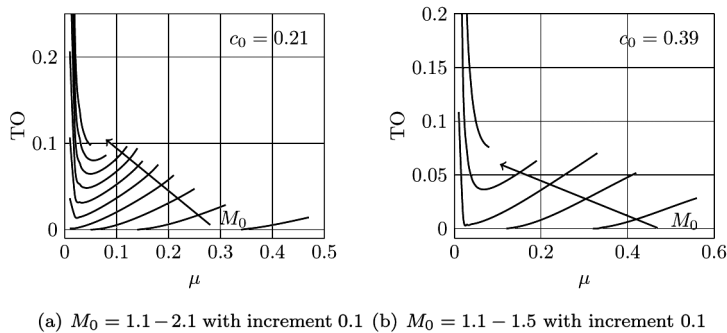 c₀ = 0.21
TO
0.2
0.1
0
M₀
0 0.1 0.2 0.3 0.4 0.5
μ
(a) M₀ = 1.1 – 2.1 with increment 0.1
c₀ = 0.39
TO
0.2
0.15
0.1
0.05
0
M₀
0 0.2 0.4 0.6
μ
(b) M₀ = 1.1 – 1.5 with increment 0.1